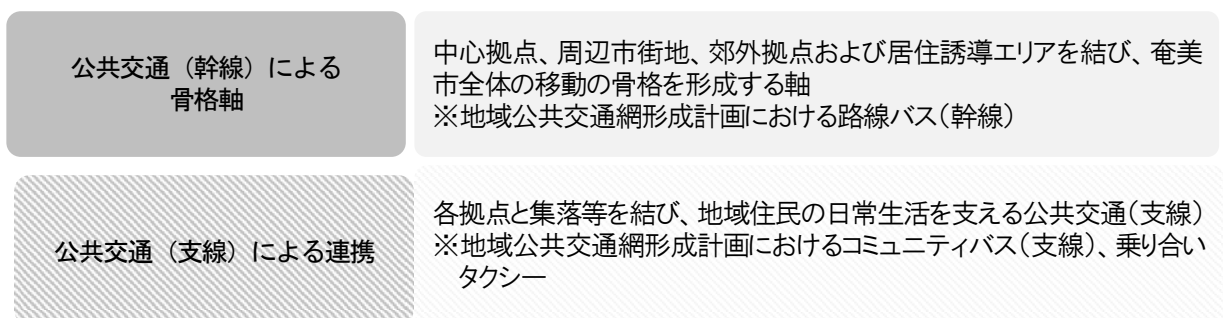 公共交通（幹線）による
骨格軸
中心拠点、周辺市街地、郊外拠点および居住誘導エリアを結び、奄美
市全体の移動の骨格を形成する軸
※地域公共交通網形成計画における路線バス（幹線）
公共交通（支線）による連携
各拠点と集落等を結び、地域住民の日常生活を支える公共交通（支線）
※地域公共交通網形成計画におけるコミュニティバス（支線）、乗り合い
タクシー